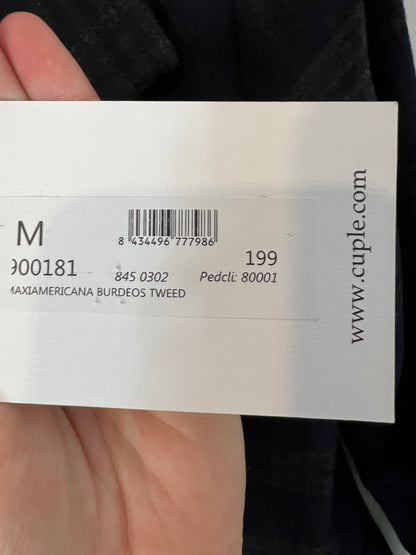 M
8 434496 777986
199
900181
845 0302
Pedcli: 80001
MAXIAMERICANA BURDEOS TWEED
www.cuple.com